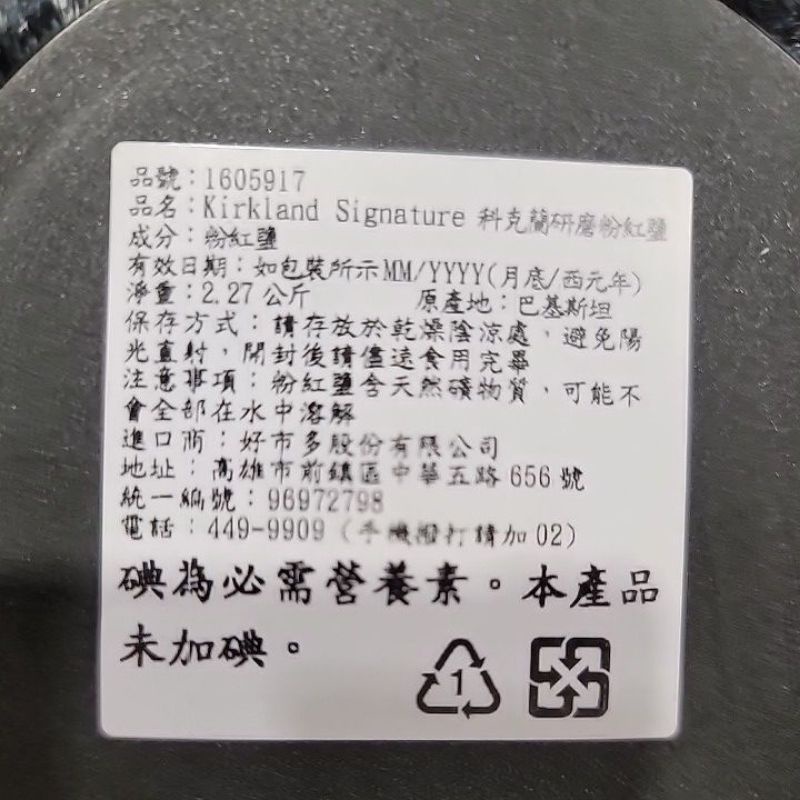 品號：1605917
品名：Kirkland Signature 科克蘭研磨粉紅鹽
成分：粉紅鹽
有效日期：如包裝所示MM/YYYY(月底/西元年)
淨重：2.27 公斤 原產地：巴基斯坦
保存方式：請存放於乾燥陰涼處，避免陽
光直射，開封後請儘速食用完畢
注意事項：粉紅鹽含天然礦物質，可能不
會全部在水中溶解
進口商：好市多股份有限公司
地址：高雄市前鎮區中華五路 656 號
統一編號：96972798
電話：449-9909 (手機撥打請加 02)
碘為必需營養素。本產品
未加碘。
1